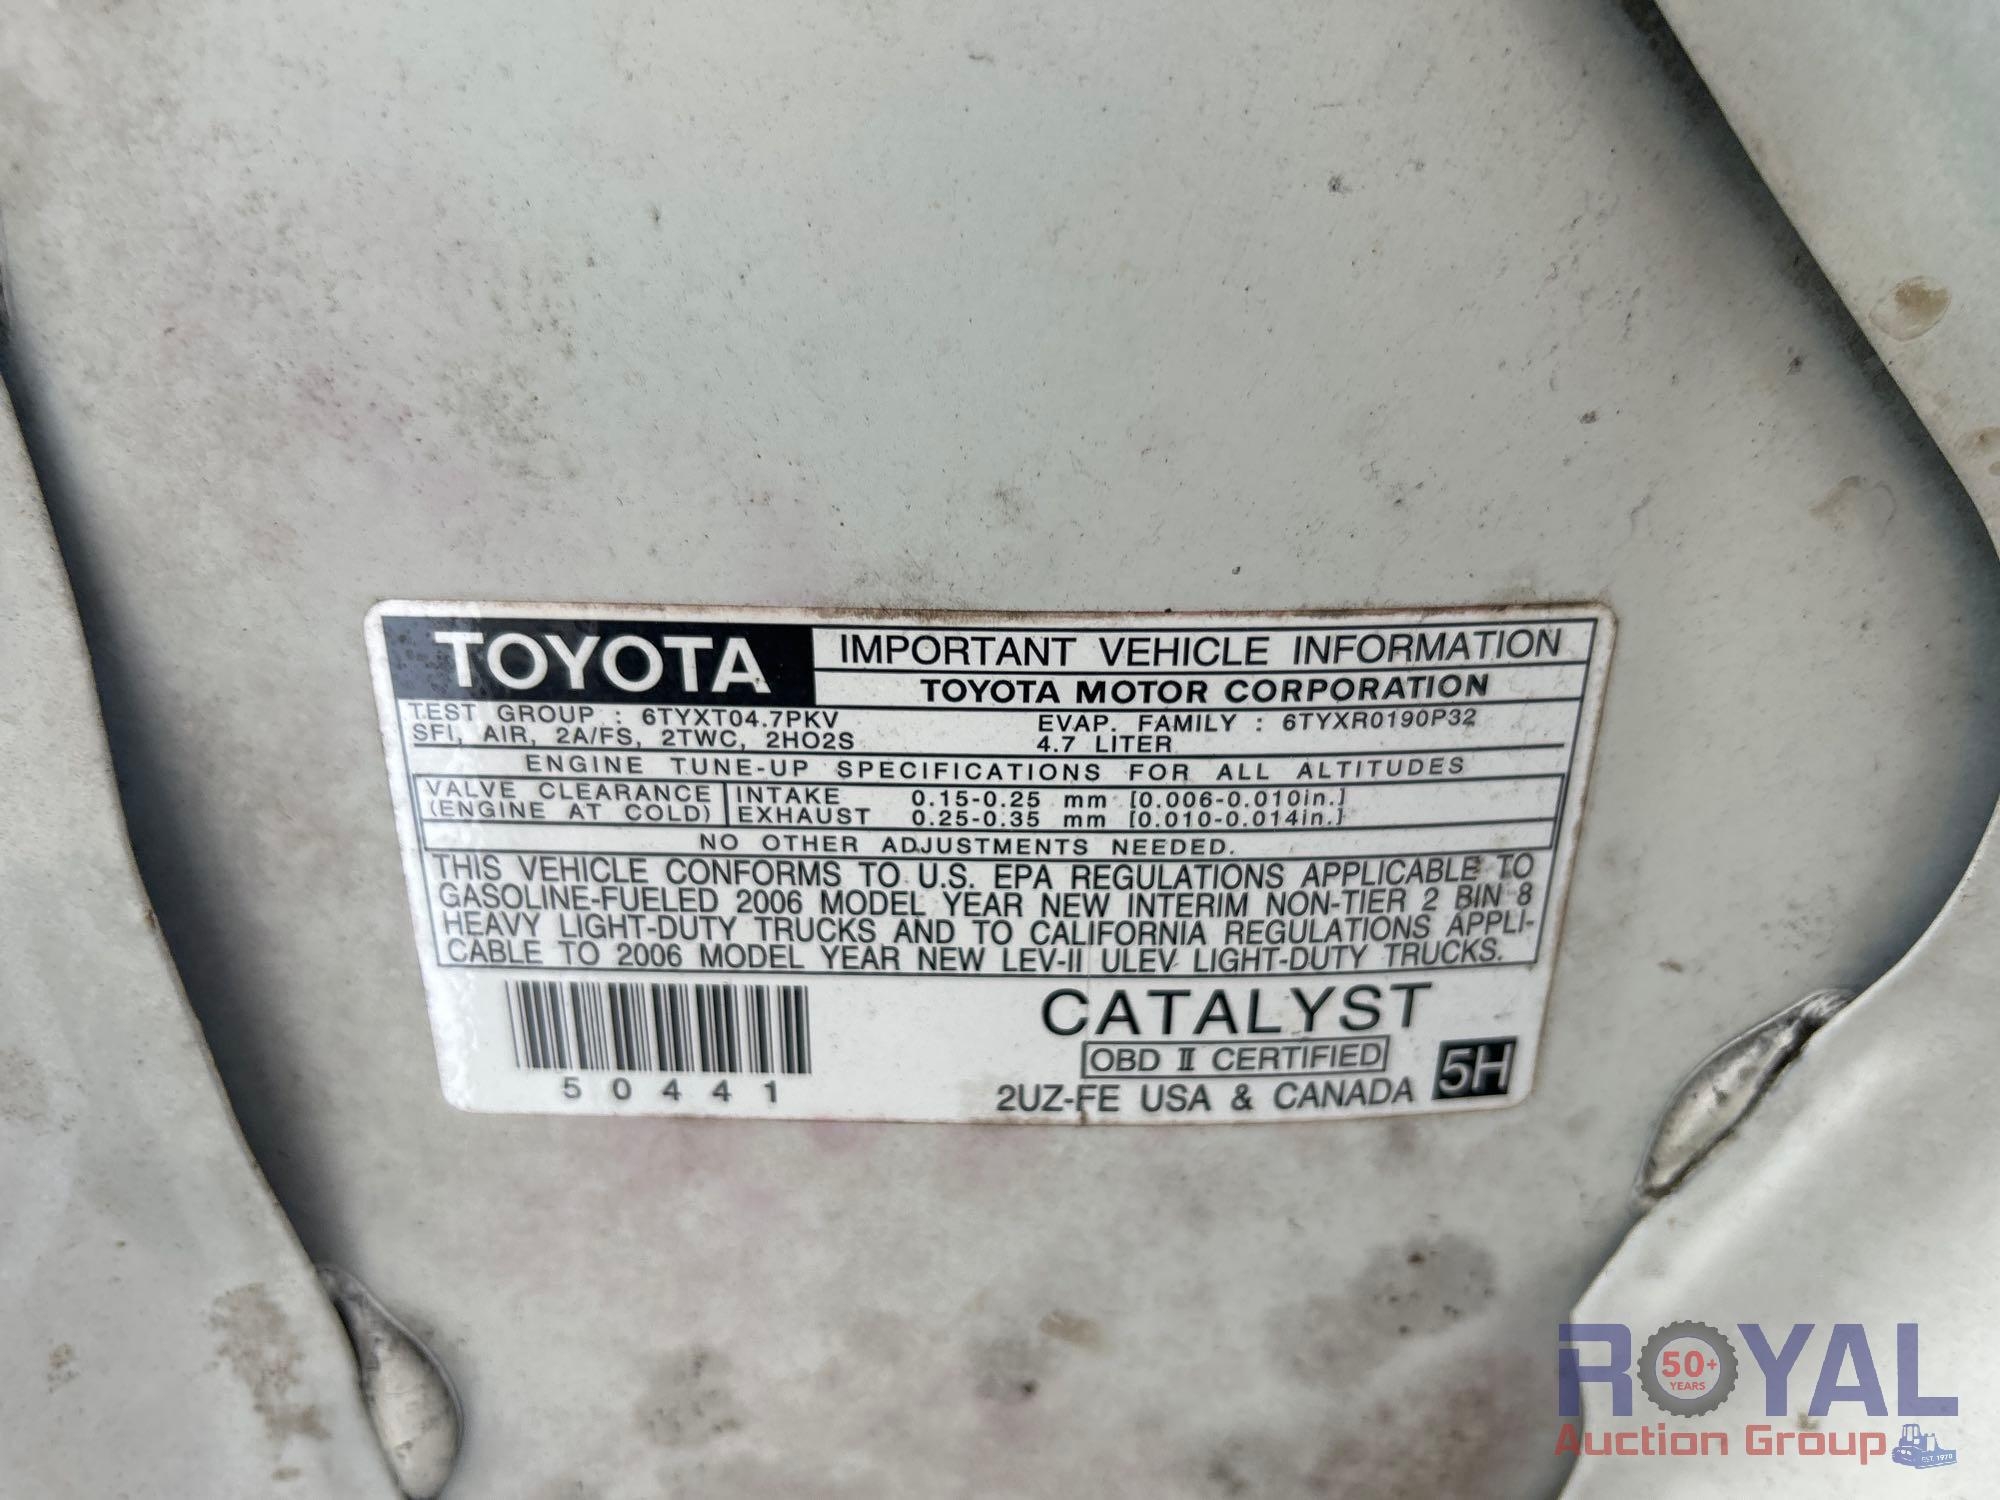 TOYOTA
IMPORTANT VEHICLE INFORMATION
TOYOTA MOTOR CORPORATION
TEST GROUP : 6TYXT04.7PKV EVAP. FAMILY : 6TYXR0190P32
SFI, AIR, 2A/FS, 2TWC, 2HO2S 4.7 LITER
ENGINE TUNE-UP SPECIFICATIONS FOR ALL ALTITUDES
VALVE CLEARANCE INTAKE 0.15-0.25 mm [0.006-0.010in.]
(ENGINE AT COLD) EXHAUST 0.25-0.35 mm [0.010-0.014in.]
NO OTHER ADJUSTMENTS NEEDED.
THIS VEHICLE CONFORMS TO U.S. EPA REGULATIONS APPLICABLE TO
GASOLINE-FUELED 2006 MODEL YEAR NEW INTERIM NON-TIER 2 BIN 8
HEAVY LIGHT-DUTY TRUCKS AND TO CALIFORNIA REGULATIONS APPLI-
CABLE TO 2006 MODEL YEAR NEW LEV-II ULEV LIGHT-DUTY TRUCKS.
CATALYST
OBD II CERTIFIED
50441
2UZ-FE USA & CANADA 5H
ROYAL
50+
YEARS
Auction Group
EST. 1970